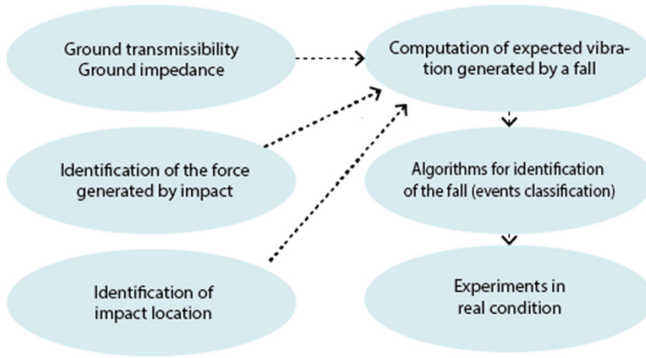 Ground transmissibility
Ground impedance
Computation of expected vibra-
tion generated by a fall
Identification of the force
generated by impact
Algorithms for identification
of the fall (events classification)
Identification of
impact location
Experiments in
real condition